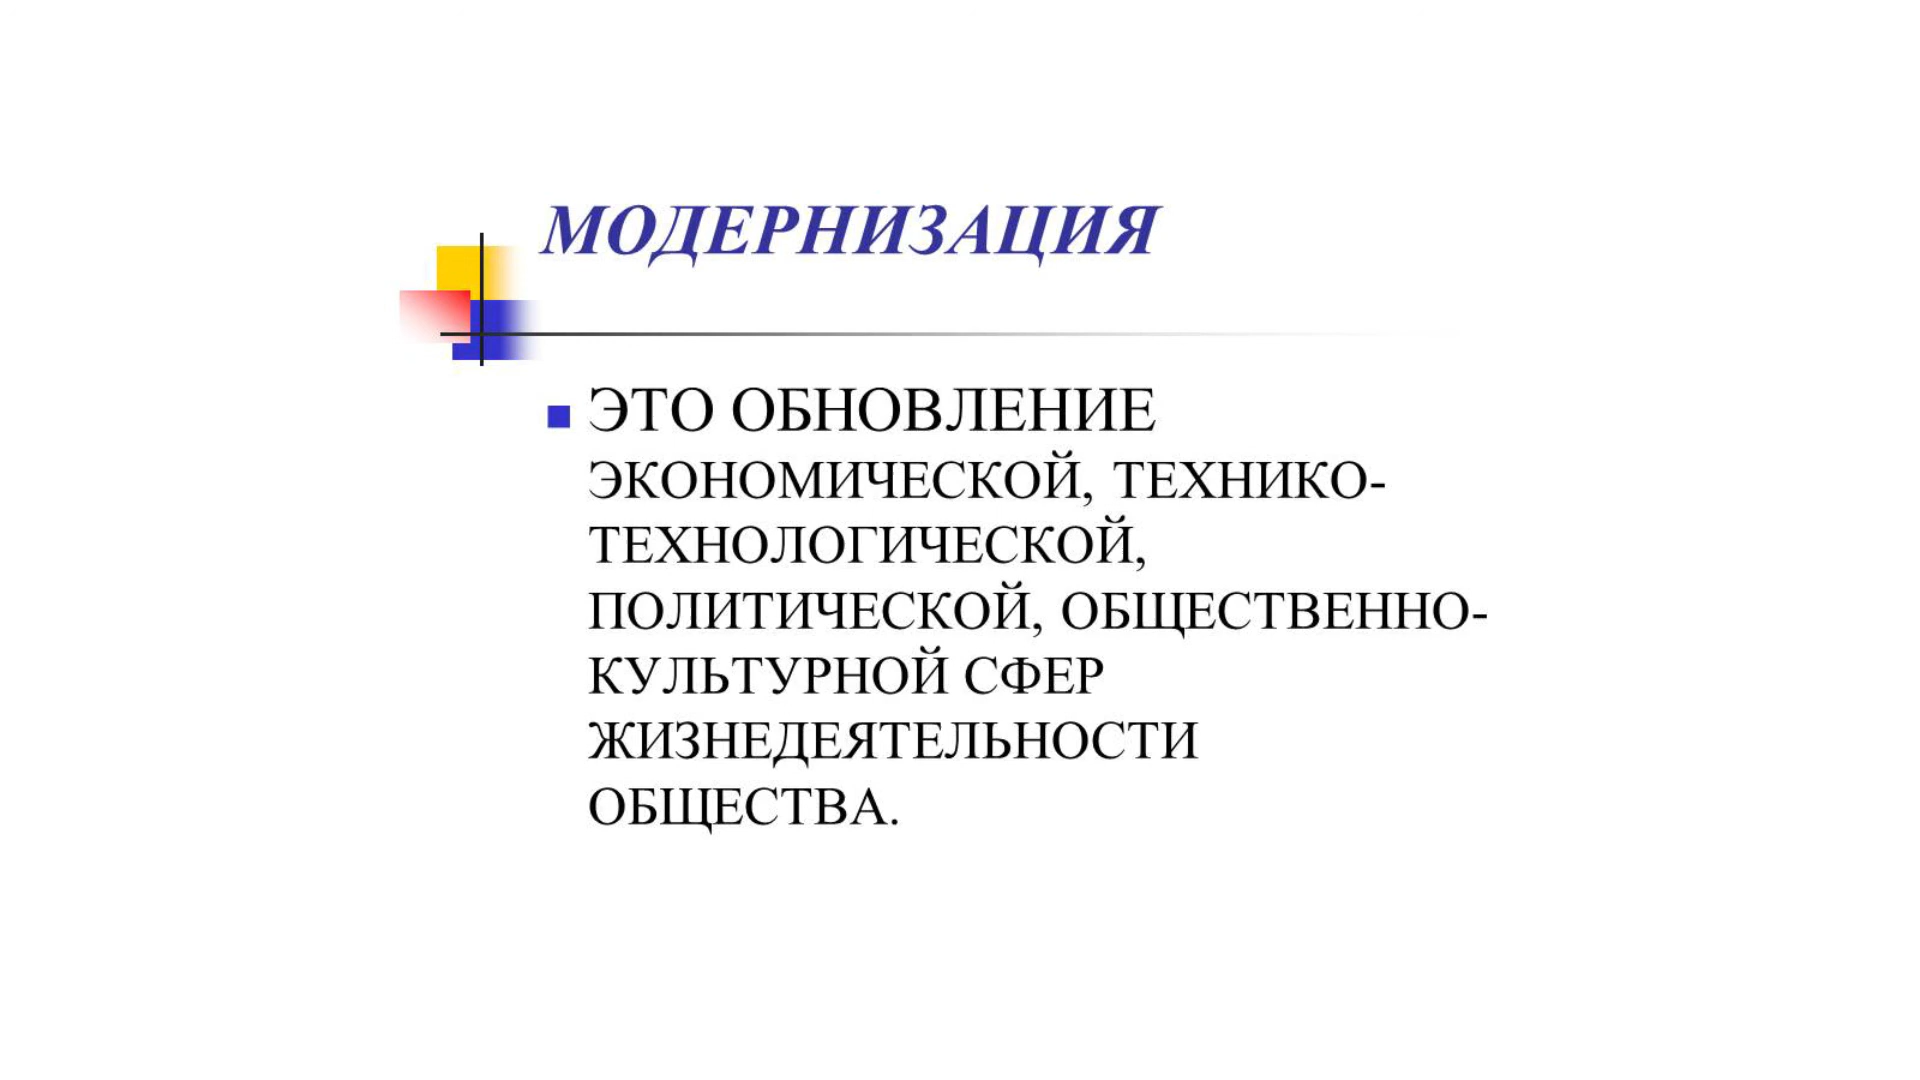 МОДЕРНИЗАЦИЯ
ЭТО ОБНОВЛЕНИЕ
ЭКОНОМИЧЕСКОЙ, ТЕХНИКО-
ТЕХНОЛОГИЧЕСКОЙ,
ПОЛИТИЧЕСКОЙ, ОБЩЕСТВЕННО-
КУЛЬТУРНОЙ СФЕР
ЖИЗНЕДЕЯТЕЛЬНОСТИ
ОБЩЕСТВА.